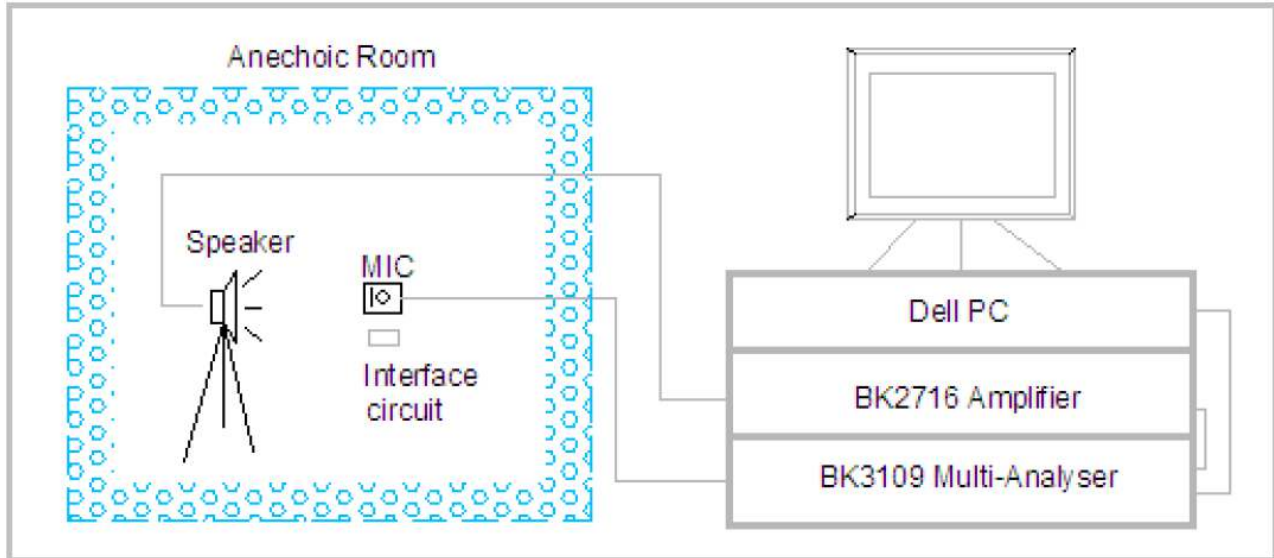 Anechoic Room
Speaker
MIC
Interface
circuit
Dell PC
BK2716 Amplifier
BK3109 Multi-Analyser